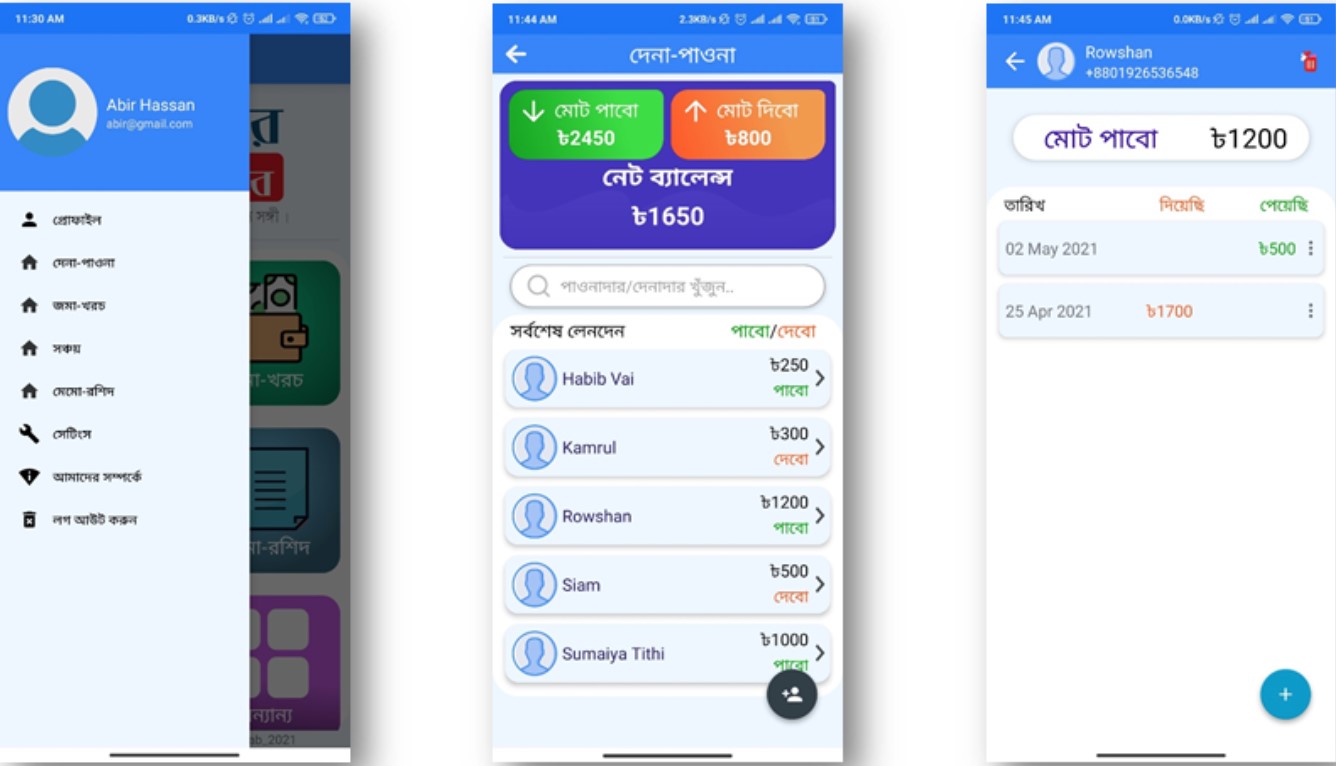 11:30 AM
0.3KB/s
Abir Hassan
abir@gmail.com
প্রোফাইল
দেনা-পাওনা
জমা-খরচ
সঞ্চয়
মেমো-রশিদ
সেটিংস
আমাদের সম্পর্কে
লগ আউট করুন
র
সঙ্গী ।
মা-খরচ
মো-রশিদ
ন্যান্য
ab_2021
11:44 AM
2.3KB/s
দেনা-পাওনা
মোট পাবো
৳2450
মোট দিবো
৳800
নেট ব্যালেন্স
৳1650
পাওনাদার/দেনাদার খুঁজুন..
সর্বশেষ লেনদেন পাবো/দেবো
Habib Vai ৳250
পাবো
Kamrul ৳300
দেবো
Rowshan ৳1200
পাবো
Siam ৳500
দেবো
Sumaiya Tithi ৳1000
পাবো
11:45 AM
0.0KB/s
Rowshan
+8801926536548
মোট পাবো ৳1200
তারিখ দিয়েছি পেয়েছি
02 May 2021 ৳500
25 Apr 2021 ৳1700